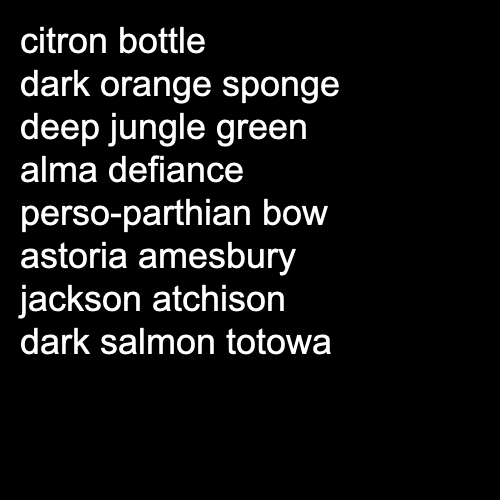 citron bottle
dark orange sponge
deep jungle green
alma defiance
perso-parthian bow
astoria amesbury
jackson atchison
dark salmon totowa